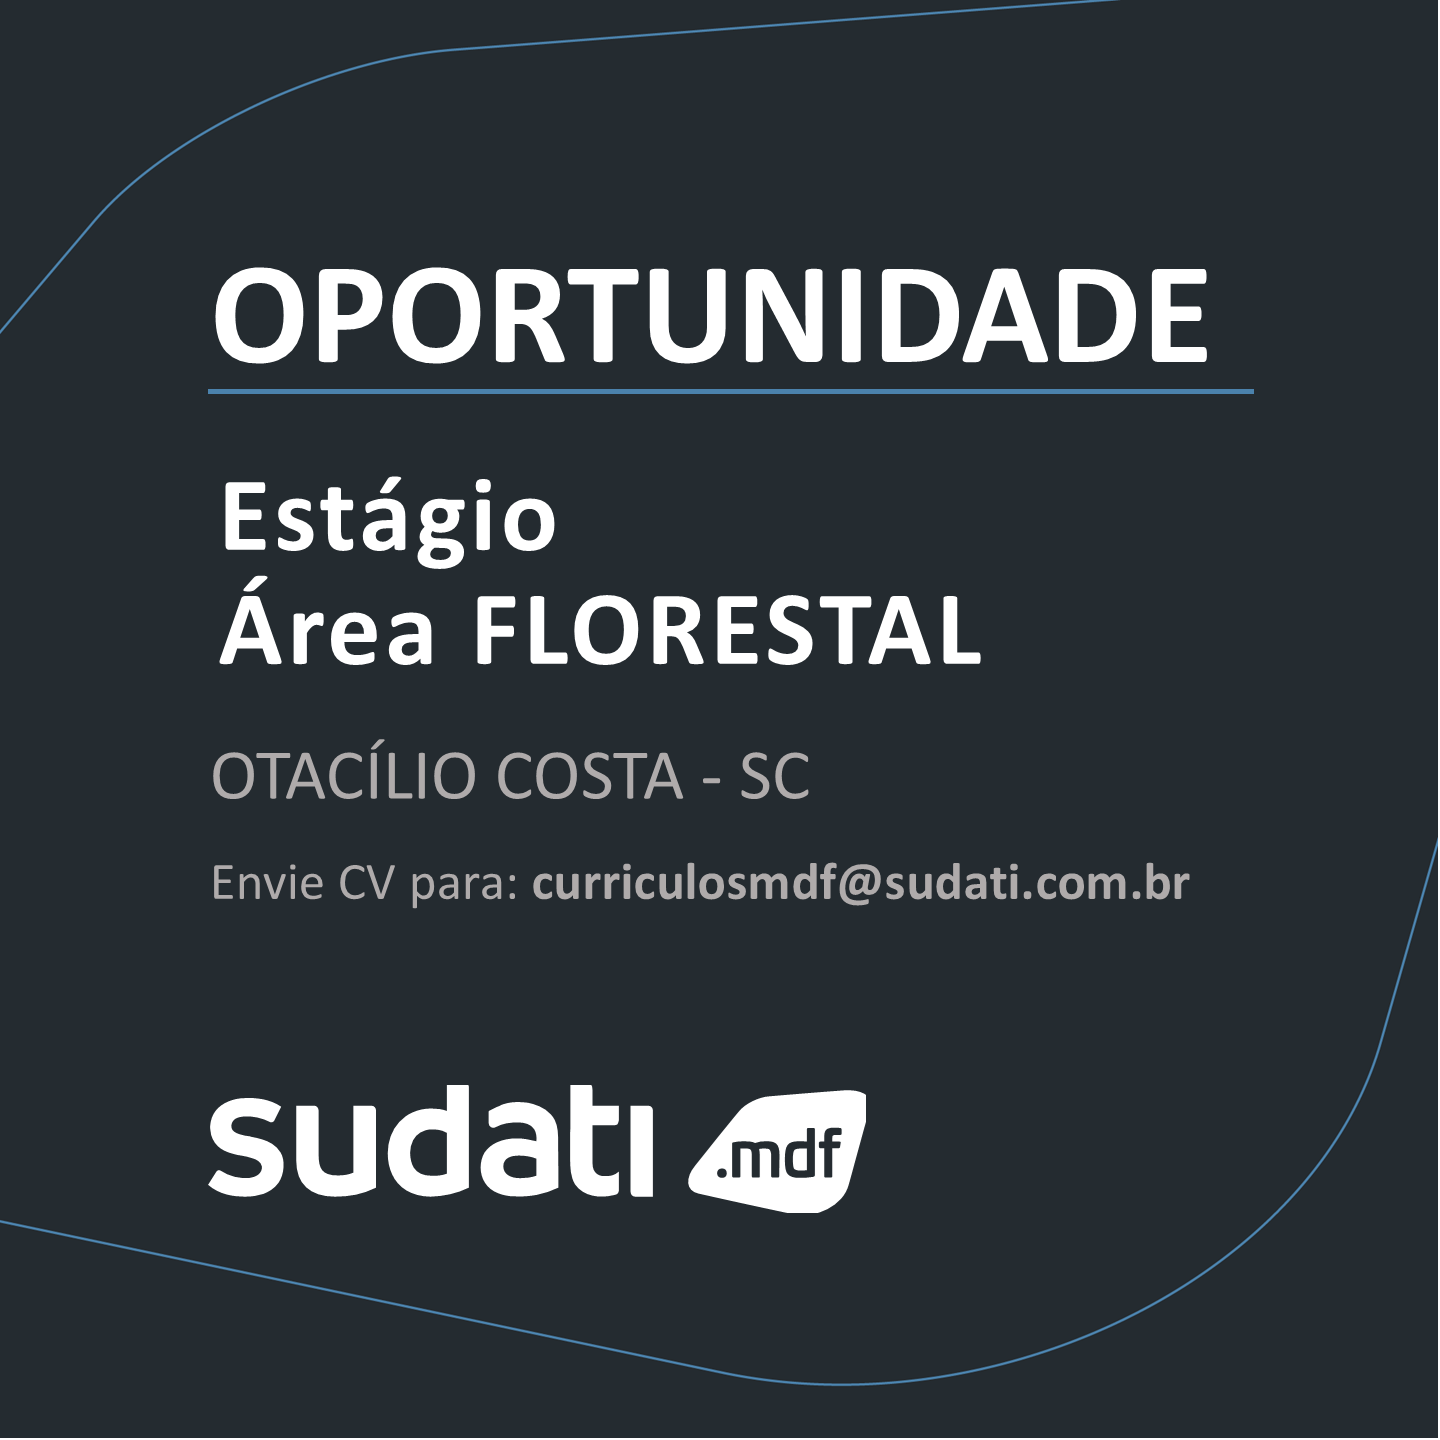 OPORTUNIDADE
Estágio
Área FLORESTAL
OTACÍLIO COSTA - SC
Envie CV para: curriculosmdf@sudati.com.br
sudati .mdf